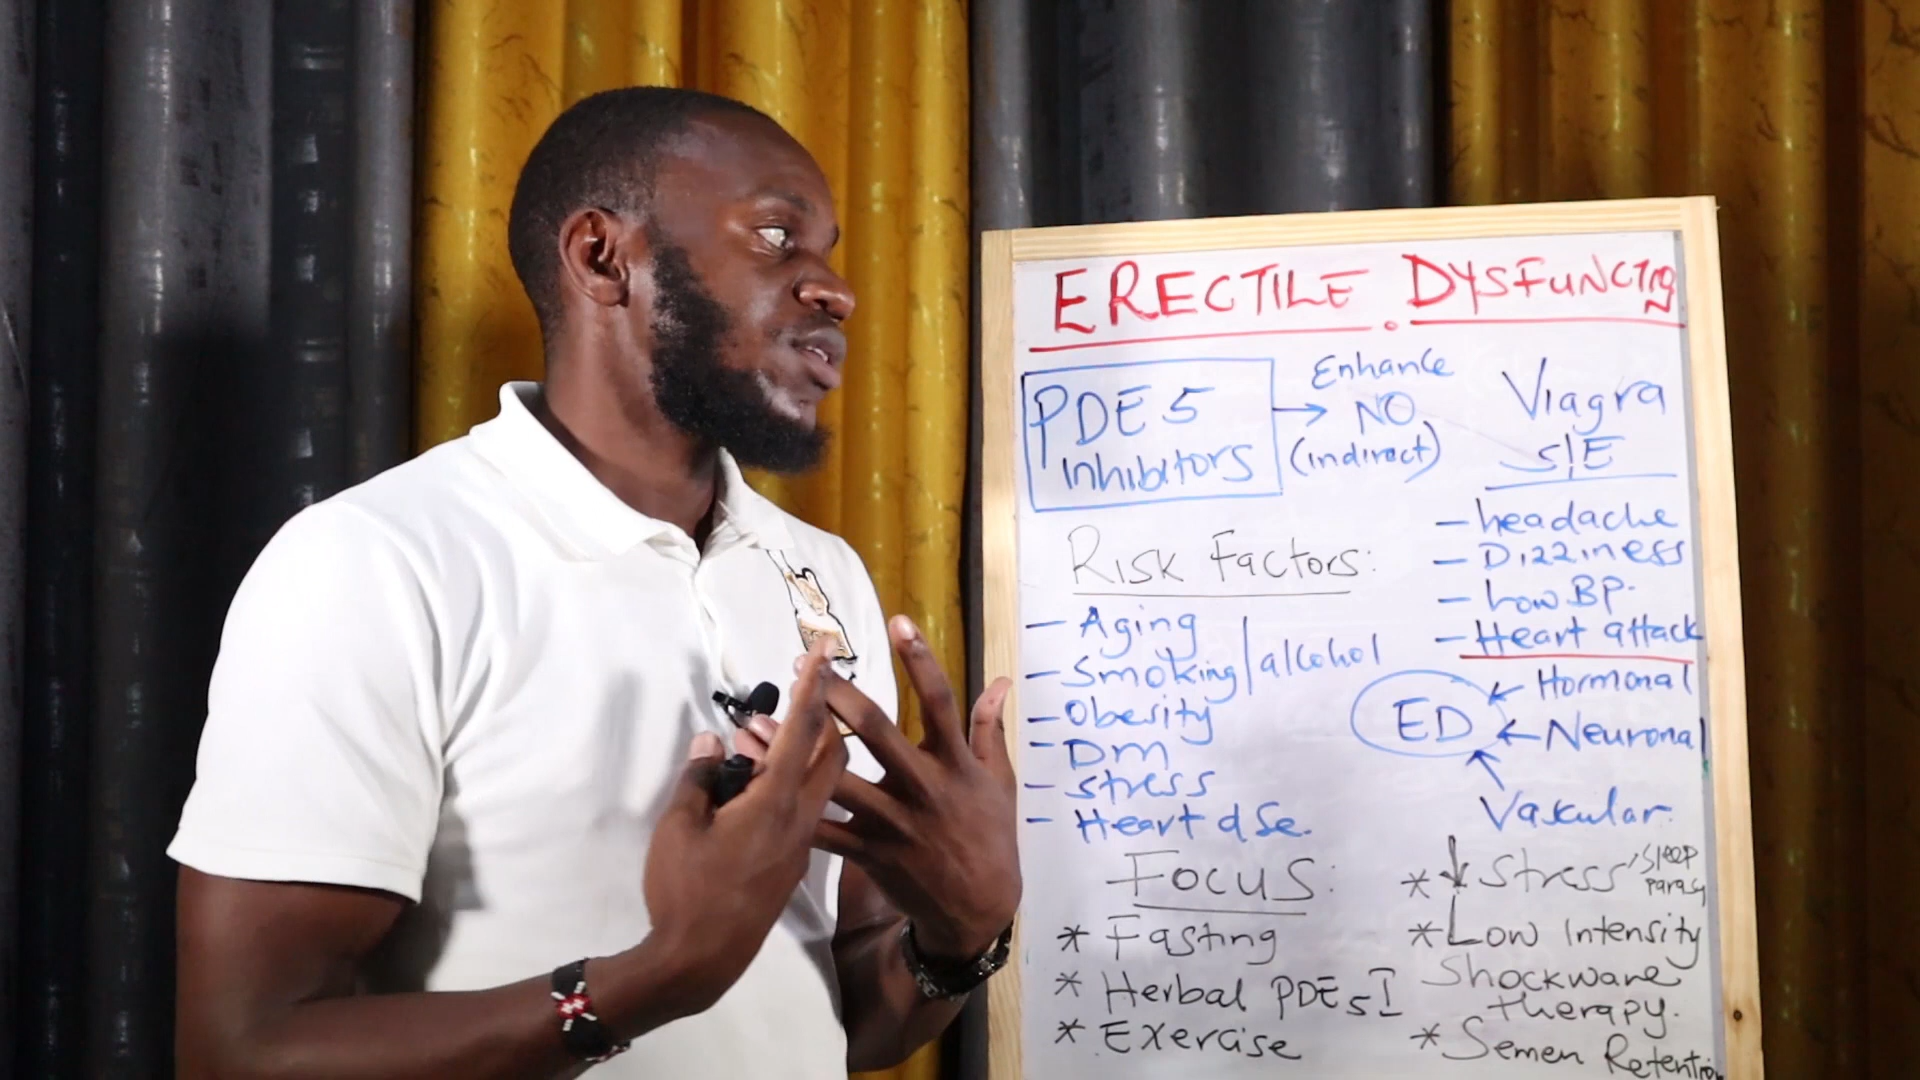 ERECTILE DYSFUNCTION
PDE5
inhibitors
Enhance
NO
(indirect)
Viagra
S/E
- headache
- Dizziness
- Low BP.
- Heart attack
Risk Factors:
- Aging
- Smoking/alcohol
- Obesity
- DM
- stress
- Heart dse.
ED
Hormonal
Neuronal
Vascular.
Focus:
* Fasting
* Herbal PDE5I
* Exercise
* ↓ Stress, sleep
* Low Intensity
Shockwave
therapy.
* Semen Retention